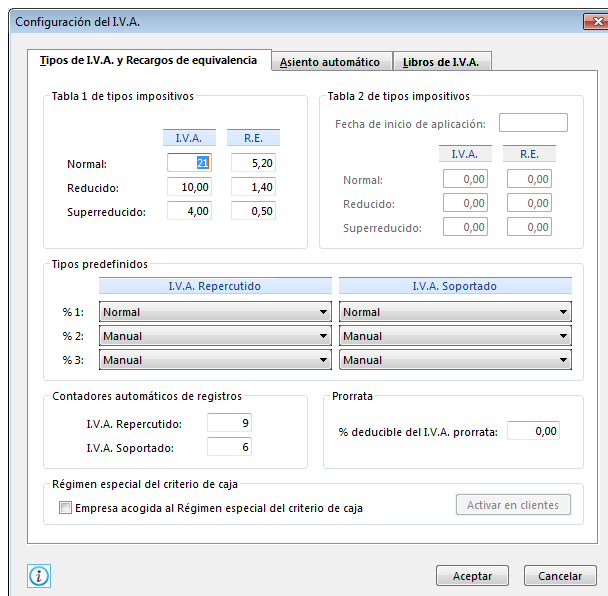 Configuración del I.V.A.
Tipos de I.V.A. y Recargos de equivalencia
Asiento automático
Libros de I.V.A.
Tabla 1 de tipos impositivos
I.V.A. R.E.
Normal: 21 5,20
Reducido: 10,00 1,40
Superreducido: 4,00 0,50
Tabla 2 de tipos impositivos
Fecha de inicio de aplicación:
I.V.A. R.E.
Normal: 0,00 0,00
Reducido: 0,00 0,00
Superreducido: 0,00 0,00
Tipos predefinidos
I.V.A. Repercutido I.V.A. Soportado
% 1: Normal Normal
% 2: Manual Manual
% 3: Manual Manual
Contadores automáticos de registros
I.V.A. Repercutido: 9
I.V.A. Soportado: 6
Prorrata
% deducible del I.V.A. prorrata: 0,00
Régimen especial del criterio de caja
Empresa acogida al Régimen especial del criterio de caja
Activar en clientes
Aceptar
Cancelar